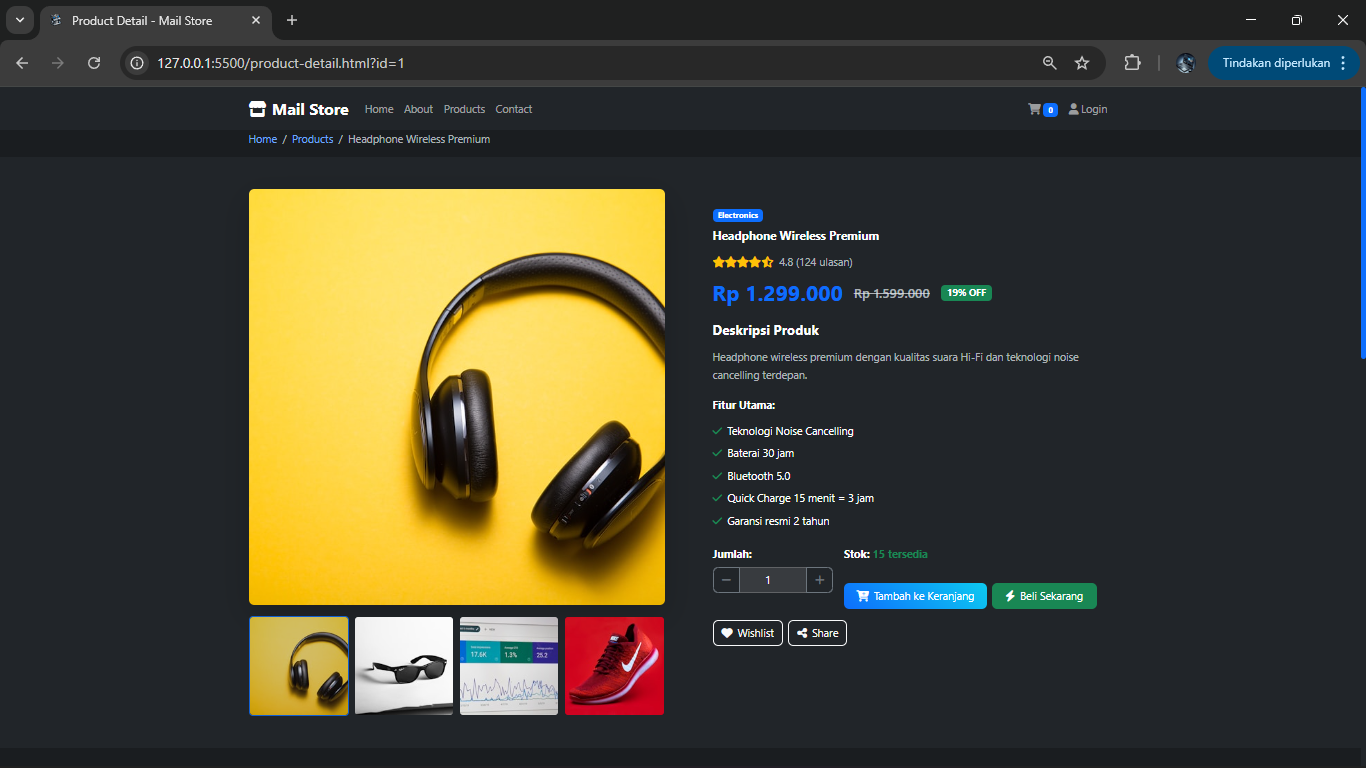 Product Detail - Mail Store
127.0.0.1:5500/product-detail.html?id=1
Tindakan diperlukan
Mail Store Home About Products Contact 0 Login
Home / Products / Headphone Wireless Premium
Electronics
Headphone Wireless Premium
4.8 (124 ulasan)
Rp 1.299.000 Rp 1.599.000 19% OFF
Deskripsi Produk
Headphone wireless premium dengan kualitas suara Hi-Fi dan teknologi noise
cancelling terdepan.
Fitur Utama:
Teknologi Noise Cancelling
Baterai 30 jam
Bluetooth 5.0
Quick Charge 15 menit = 3 jam
Garansi resmi 2 tahun
Jumlah: Stok: 15 tersedia
− 1 +
Tambah ke Keranjang Beli Sekarang
Wishlist Share
17.6K 1.3% 25.2